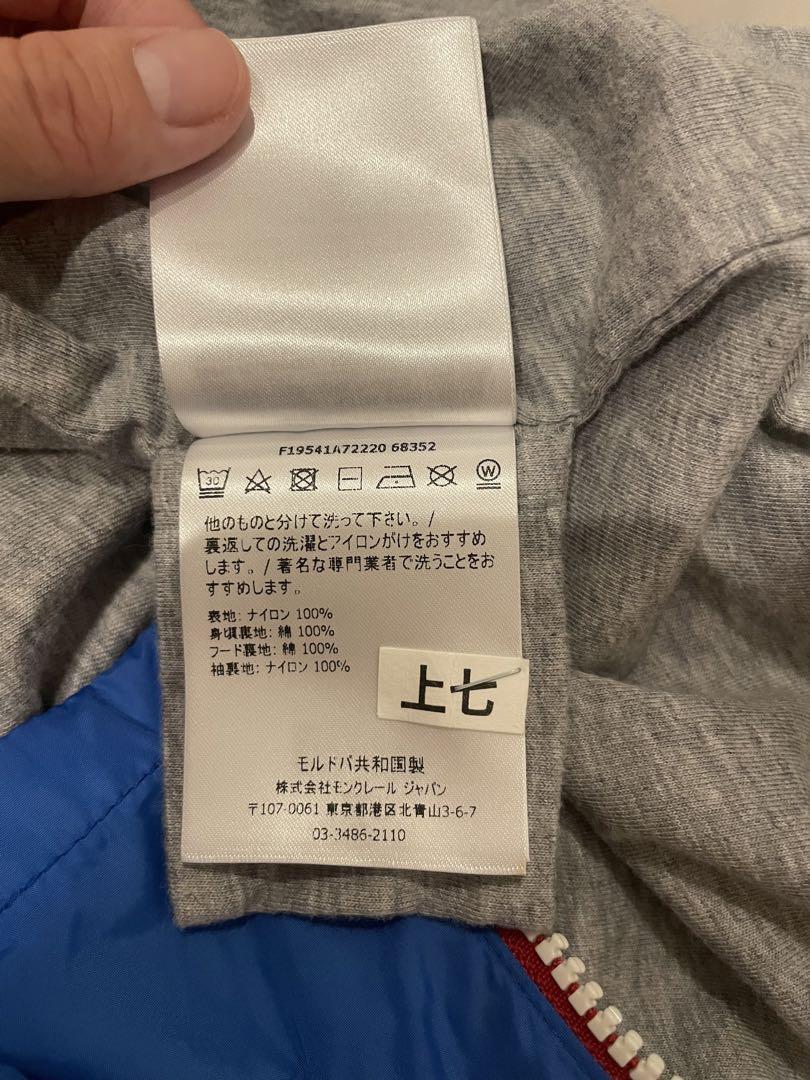 F19541A72220 68352
30 W
他のものと分けて洗って下さい。/
裏返しての洗濯とアイロンがけをおすすめ
します。/ 著名な専門業者で洗うことをお
すすめします。
表地: ナイロン 100%
身頃裏地: 綿 100%
フード裏地: 綿 100%
袖裏地: ナイロン 100%
上七
モルドバ共和国製
株式会社モンクレール ジャパン
〒107-0061 東京都港区北青山3-6-7
03-3486-2110